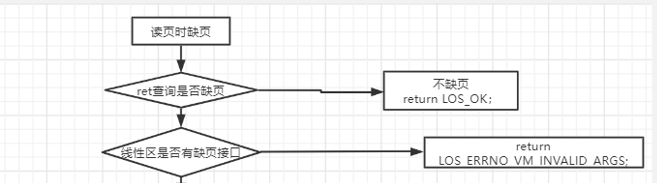 读页时缺页
ret查询是否缺页
不缺页
return LOS_OK;
线性区是否有缺页接口
return
LOS_ERRNO_VM_INVALID_ARGS;